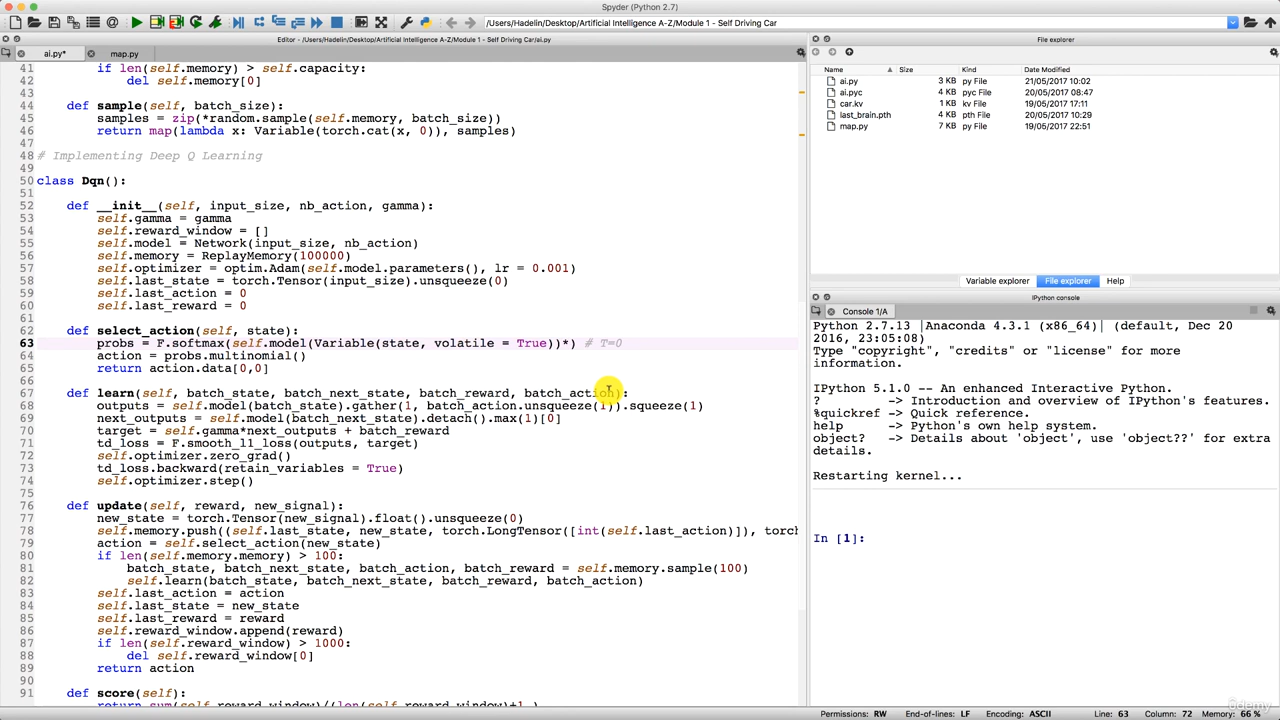 Spyder (Python 2.7)
/Users/Hadelin/Desktop/Artificial Intelligence A-Z/Module 1 - Self Driving Car
Editor - /Users/Hadelin/Desktop/Artificial Intelligence A-Z/Module 1 - Self Driving Car/ai.py
ai.py*
map.py
41 if len(self.memory) > self.capacity:
42 del self.memory[0]
43
44 def sample(self, batch_size):
45 samples = zip(*random.sample(self.memory, batch_size))
46 return map(lambda x: Variable(torch.cat(x, 0)), samples)
47
48 # Implementing Deep Q Learning
49
50 class Dqn():
51
52 def __init__(self, input_size, nb_action, gamma):
53 self.gamma = gamma
54 self.reward_window = []
55 self.model = Network(input_size, nb_action)
56 self.memory = ReplayMemory(100000)
57 self.optimizer = optim.Adam(self.model.parameters(), lr = 0.001)
58 self.last_state = torch.Tensor(input_size).unsqueeze(0)
59 self.last_action = 0
60 self.last_reward = 0
61
62 def select_action(self, state):
63 probs = F.softmax(self.model(Variable(state, volatile = True))*) # T=0
64 action = probs.multinomial()
65 return action.data[0,0]
66
67 def learn(self, batch_state, batch_next_state, batch_reward, batch_action):
68 outputs = self.model(batch_state).gather(1, batch_action.unsqueeze(1)).squeeze(1)
69 next_outputs = self.model(batch_next_state).detach().max(1)[0]
70 target = self.gamma*next_outputs + batch_reward
71 td_loss = F.smooth_l1_loss(outputs, target)
72 self.optimizer.zero_grad()
73 td_loss.backward(retain_variables = True)
74 self.optimizer.step()
75
76 def update(self, reward, new_signal):
77 new_state = torch.Tensor(new_signal).float().unsqueeze(0)
78 self.memory.push((self.last_state, new_state, torch.LongTensor([int(self.last_action)]), torc
79 action = self.select_action(new_state)
80 if len(self.memory.memory) > 100:
81 batch_state, batch_next_state, batch_action, batch_reward = self.memory.sample(100)
82 self.learn(batch_state, batch_next_state, batch_reward, batch_action)
83 self.last_action = action
84 self.last_state = new_state
85 self.last_reward = reward
86 self.reward_window.append(reward)
87 if len(self.reward_window) > 1000:
88 del self.reward_window[0]
89 return action
90
91 def score(self):
return sum(self.reward_window)/(len(self.reward_window)+1.)
File explorer
Name Size Kind Date Modified
ai.py 3 KB py File 21/05/2017 10:02
ai.pyc 4 KB pyc File 20/05/2017 08:47
car.kv 1 KB kv File 19/05/2017 17:11
last_brain.pth 4 KB pth File 20/05/2017 10:29
map.py 7 KB py File 19/05/2017 22:51
Variable explorer File explorer Help
IPython console
Console 1/A
Python 2.7.13 |Anaconda 4.3.1 (x86_64)| (default, Dec 20
2016, 23:05:08)
Type "copyright", "credits" or "license" for more
information.
IPython 5.1.0 -- An enhanced Interactive Python.
? -> Introduction and overview of IPython's features.
%quickref -> Quick reference.
help -> Python's own help system.
object? -> Details about 'object', use 'object??' for extra
details.
Restarting kernel...
In [1]:
ûdemy
Permissions: RW End-of-lines: LF Encoding: ASCII Line: 63 Column: 72 Memory: 66 %